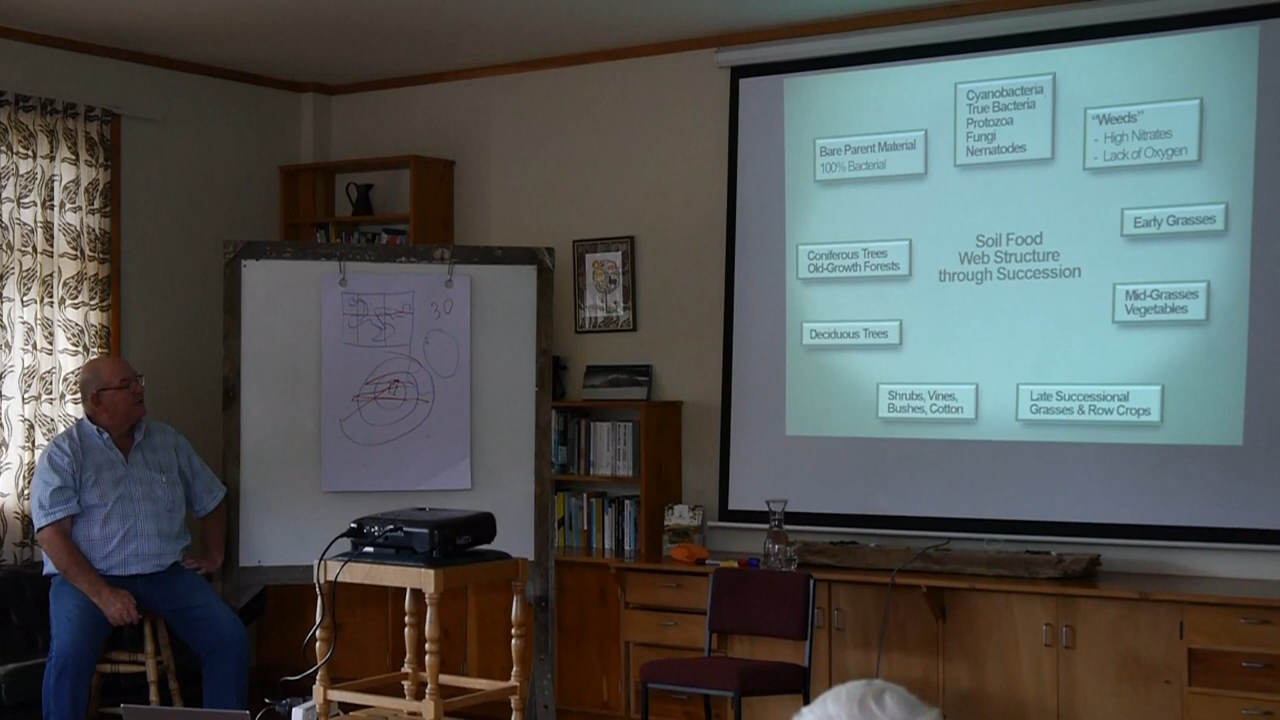 Cyanobacteria
True Bacteria
Protozoa
Fungi
Nematodes
"Weeds"
- High Nitrates
- Lack of Oxygen
Bare Parent Material
100% Bacterial
Early Grasses
Soil Food
Web Structure
through Succession
Coniferous Trees
Old-Growth Forests
Mid-Grasses
Vegetables
Deciduous Trees
Shrubs, Vines,
Bushes, Cotton
Late Successional
Grasses & Row Crops
30